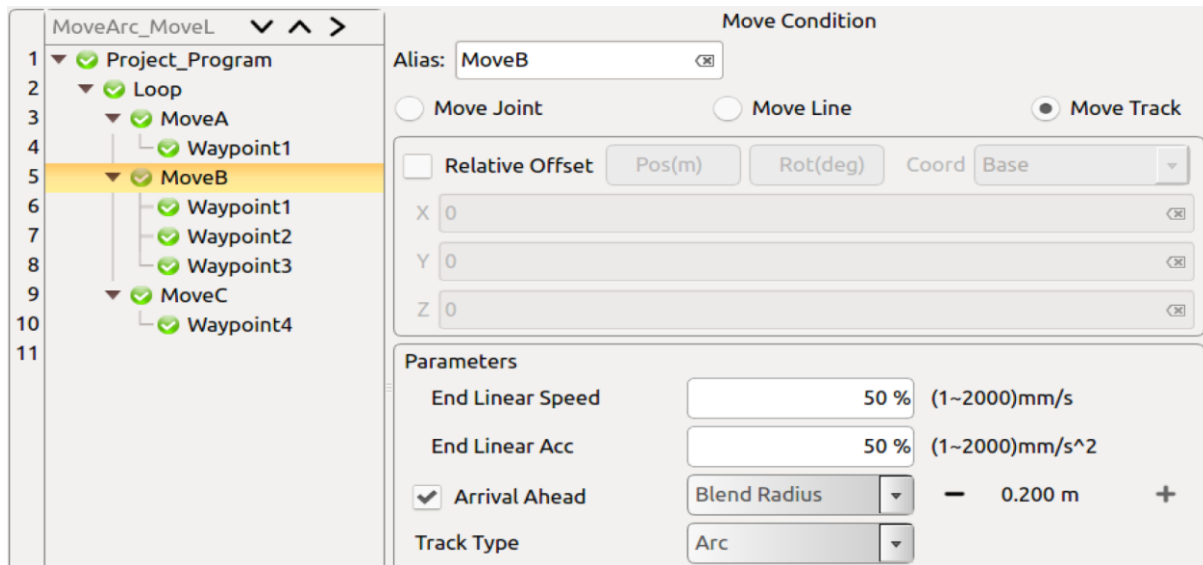 MoveArc_MoveL
1 Project_Program
2 Loop
3 MoveA
4 Waypoint1
5 MoveB
6 Waypoint1
7 Waypoint2
8 Waypoint3
9 MoveC
10 Waypoint4
11
Move Condition
Alias: MoveB
Move Joint Move Line Move Track
Relative Offset Pos(m) Rot(deg) Coord Base
X 0
Y 0
Z 0
Parameters
End Linear Speed 50 % (1~2000)mm/s
End Linear Acc 50 % (1~2000)mm/s^2
Arrival Ahead Blend Radius − 0.200 m +
Track Type Arc